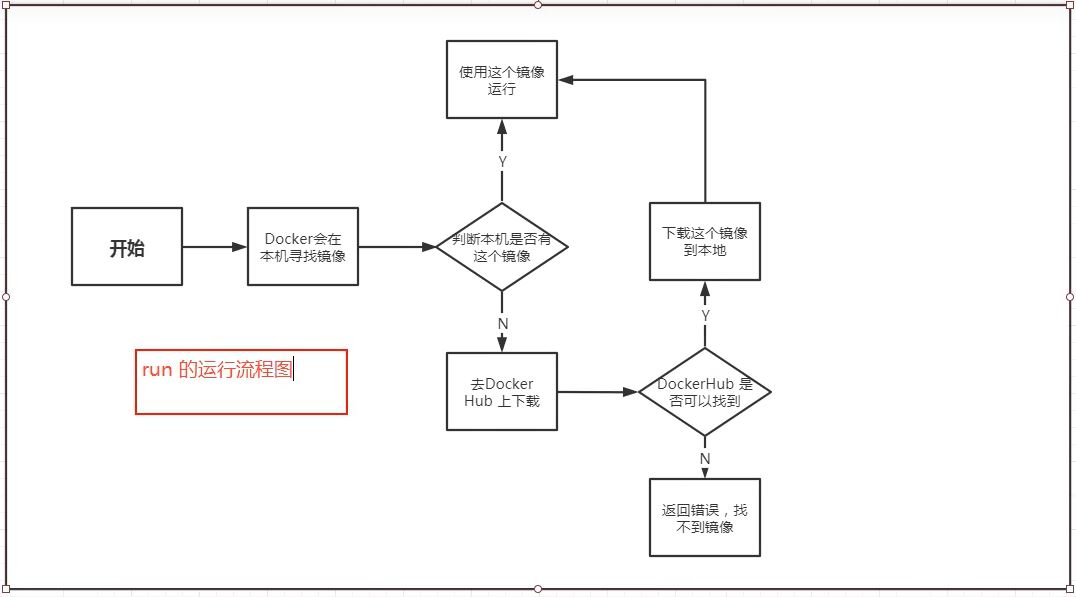 使用这个镜像
运行
Y
开始
Docker会在
本机寻找镜像
判断本机是否有
这个镜像
下载这个镜像
到本地
N
Y
run 的运行流程图
去Docker
Hub 上下载
DockerHub 是
否可以找到
N
返回错误，找
不到镜像